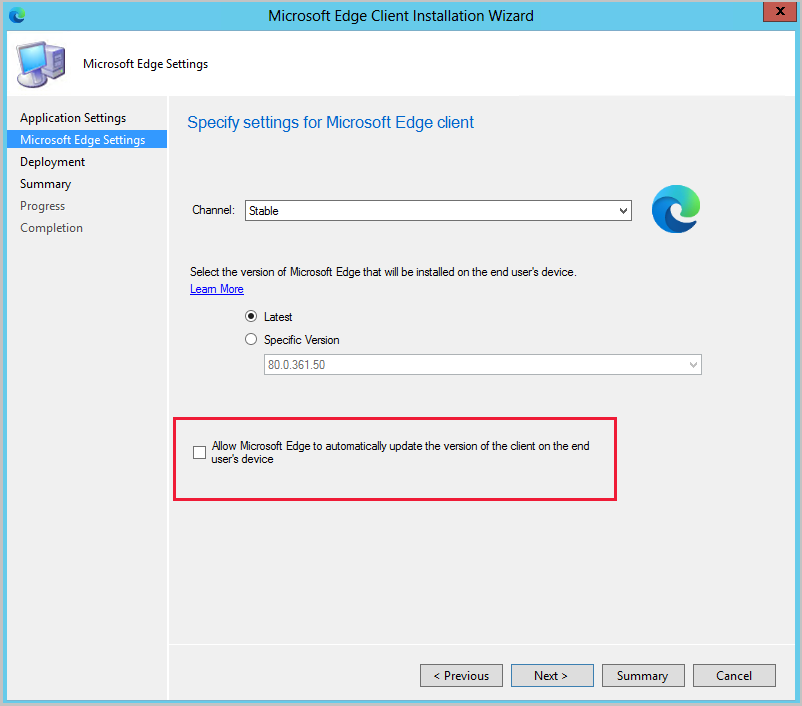 Microsoft Edge Client Installation Wizard
x
Microsoft Edge Settings
Application Settings
Microsoft Edge Settings
Deployment
Summary
Progress
Completion
Specify settings for Microsoft Edge client
Channel: Stable
Select the version of Microsoft Edge that will be installed on the end user's device.
Learn More
Latest
Specific Version
80.0.361.50
Allow Microsoft Edge to automatically update the version of the client on the end
user's device
< Previous Next > Summary Cancel